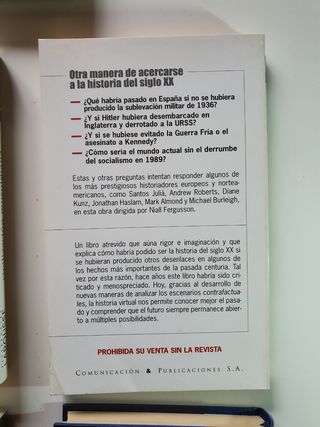 Otra manera de acercarse
a la historia del siglo XX
¿Qué habría pasado en España si no se hubiera
producido la sublevación militar de 1936?
¿Y si Hitler hubiera desembarcado en
Inglaterra y derrotado a la URSS?
¿Y si se hubiese evitado la Guerra Fría o el
asesinato a Kennedy?
¿Cómo sería el mundo actual sin el derrumbe
del socialismo en 1989?
Estas y otras preguntas intentan responder algunos de
los más prestigiosos historiadores europeos y nortea-
mericanos, como Santos Juliá, Andrew Roberts, Diane
Kunz, Jonathan Haslam, Mark Almond y Michael Burleigh,
en esta obra dirigida por Niall Fergusson.
Un libro atrevido que aúna rigor e imaginación y que
explica cómo habría podido ser la historia del siglo XX si
se hubieran producido otros desenlaces en algunos de
los hechos más importantes de la pasada centuria. Tal
vez por esta razón, hace años este libro habría sido cri-
ticado y menospreciado. Hoy, gracias al desarrollo de
nuevas maneras de analizar los escenarios contrafactua-
les, la historia virtual nos permite conocer mejor el pasa-
do y comprender que el futuro siempre permanece abier-
to a múltiples posibilidades.
PROHIBIDA SU VENTA SIN LA REVISTA
COMUNICACIÓN & PUBLICACIONES S.A.